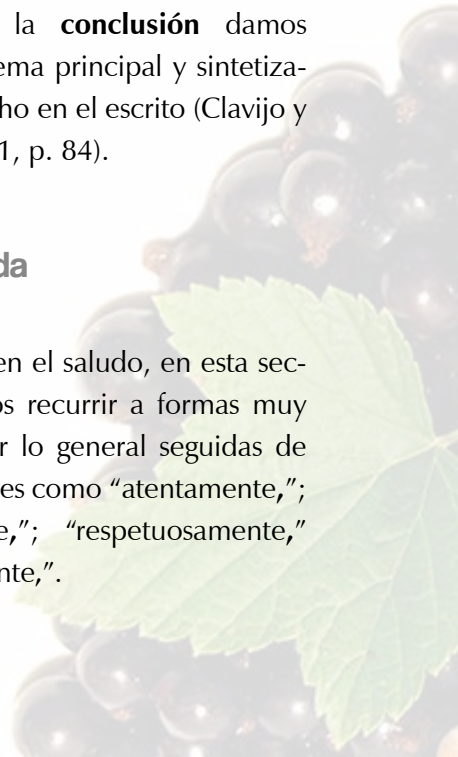 la conclusión damos
ema principal y sintetiza-
ho en el escrito (Clavijo y
1, p. 84).
da
en el saludo, en esta sec-
os recurrir a formas muy
r lo general seguidas de
es como “atentamente,”;
e,”; “respetuosamente,”
nte,”.